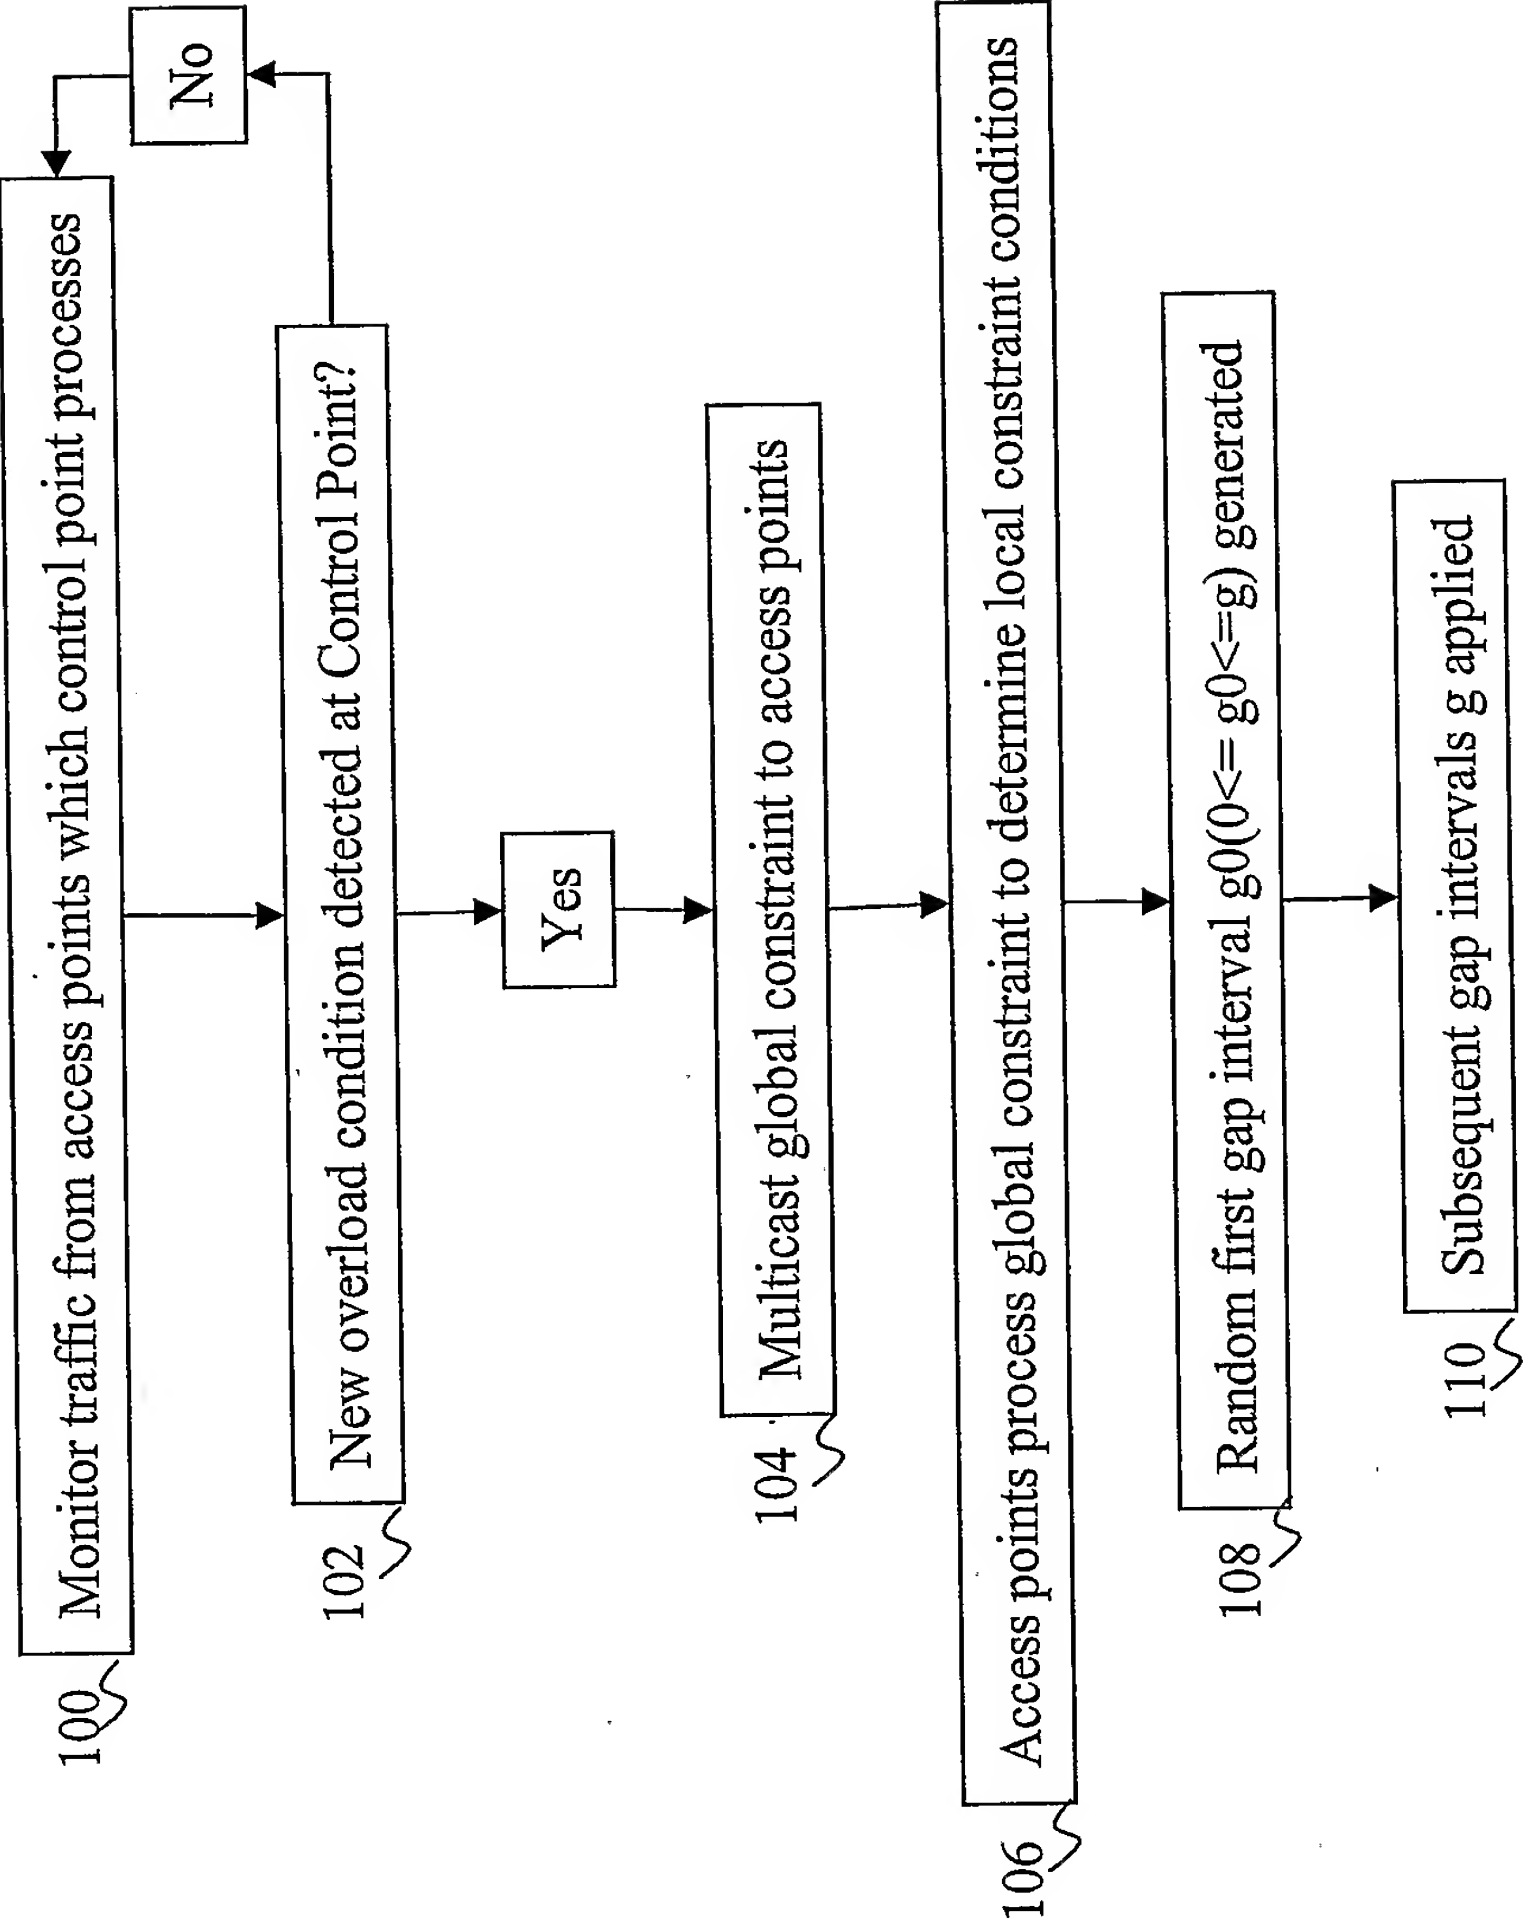 100
Monitor traffic from access points which control point processes
No
102
New overload condition detected at Control Point?
Yes
104
Multicast global constraint to access points
106
Access points process global constraint to determine local constraint conditions
108
Random first gap interval g0(0<= g0<=g) generated
110
Subsequent gap intervals g applied